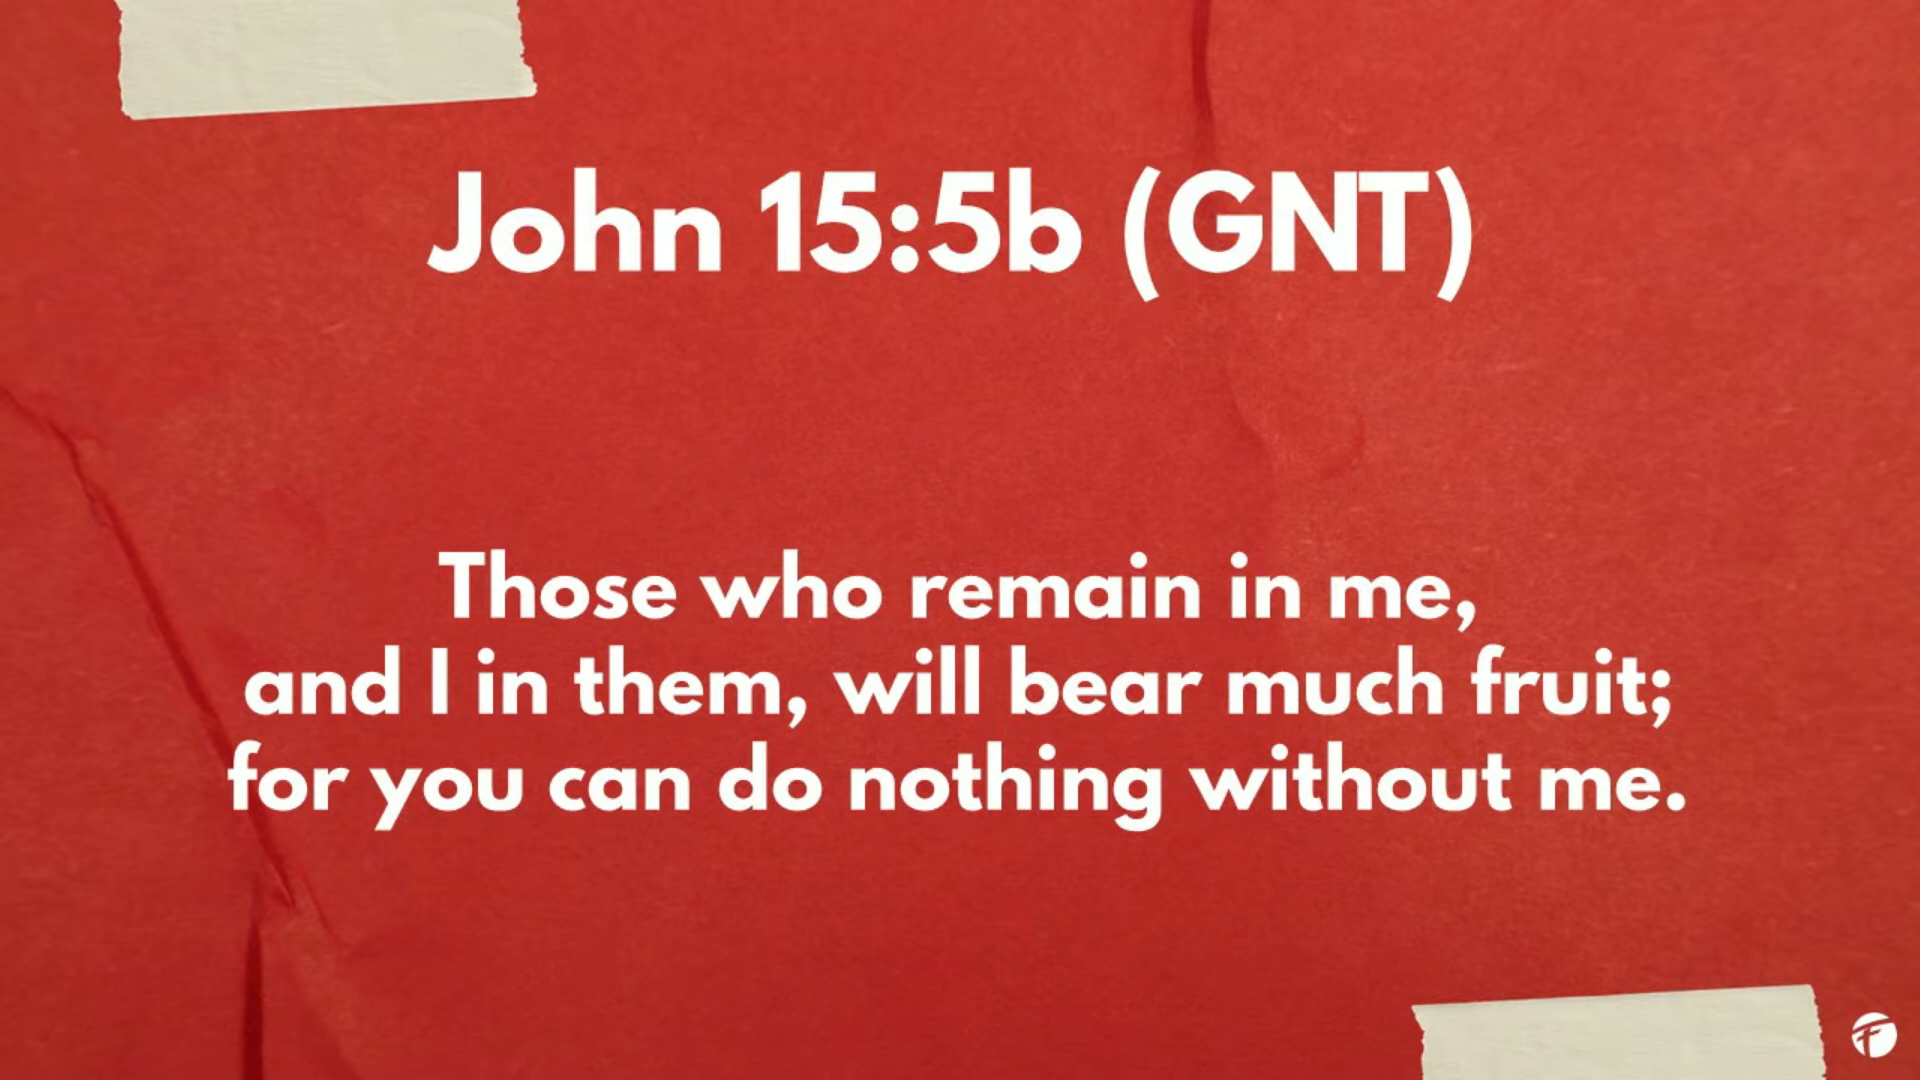 John 15:5b (GNT)
Those who remain in me,
and I in them, will bear much fruit;
for you can do nothing without me.